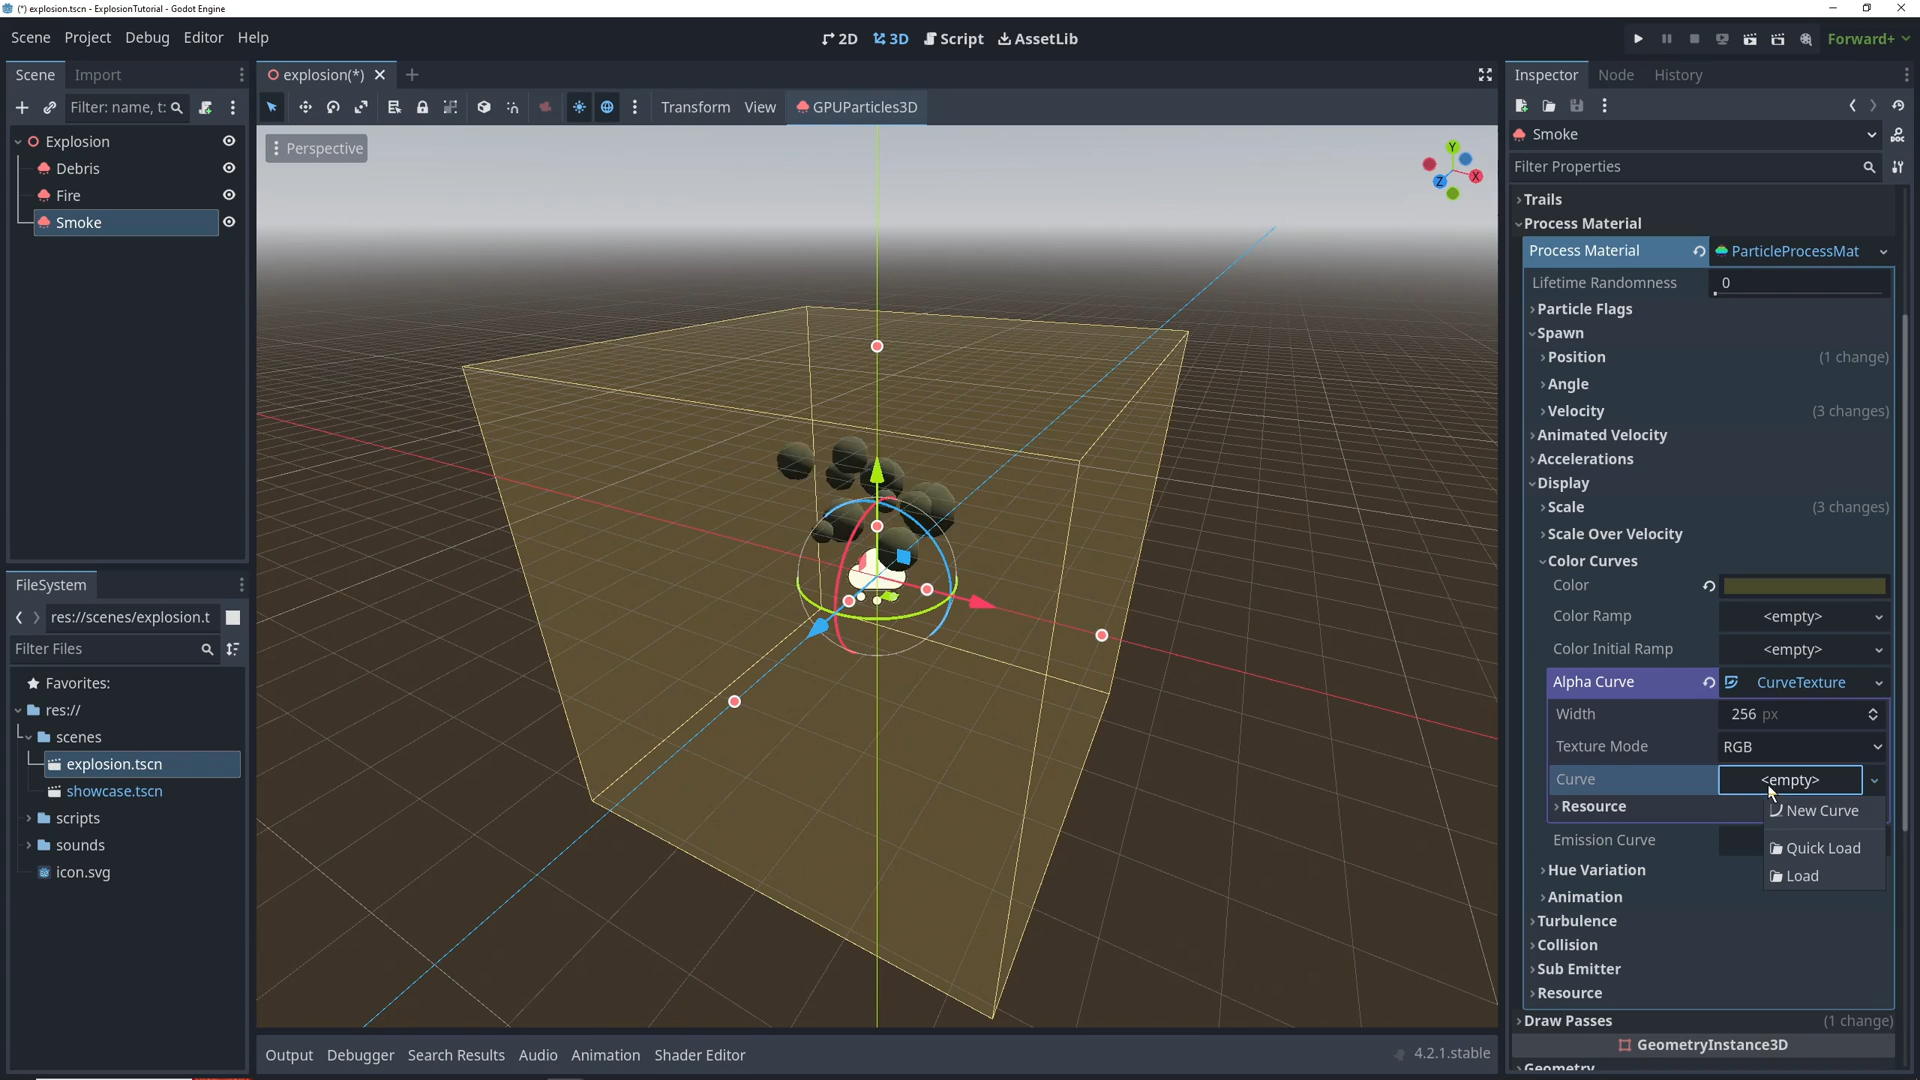 (*) explosion.tscn - ExplosionTutorial - Godot Engine
Scene Project Debug Editor Help
2D 3D Script AssetLib
Forward+
Scene Import
Filter: name, t:
Explosion
Debris
Fire
Smoke
FileSystem
res://scenes/explosion.t
Filter Files
Favorites:
res://
scenes
explosion.tscn
showcase.tscn
scripts
sounds
icon.svg
explosion(*)
Transform View GPUParticles3D
Perspective
Y
X
Z
Output Debugger Search Results Audio Animation Shader Editor
4.2.1.stable
Inspector Node History
Smoke
Filter Properties
Trails
Process Material
Process Material ParticleProcessMat
Lifetime Randomness 0
Particle Flags
Spawn
Position (1 change)
Angle
Velocity (3 changes)
Animated Velocity
Accelerations
Display
Scale (3 changes)
Scale Over Velocity
Color Curves
Color
Color Ramp <empty>
Color Initial Ramp <empty>
Alpha Curve CurveTexture
Width 256 px
Texture Mode RGB
Curve <empty>
Resource
New Curve
Emission Curve
Quick Load
Load
Hue Variation
Animation
Turbulence
Collision
Sub Emitter
Resource
Draw Passes (1 change)
GeometryInstance3D
Geometry